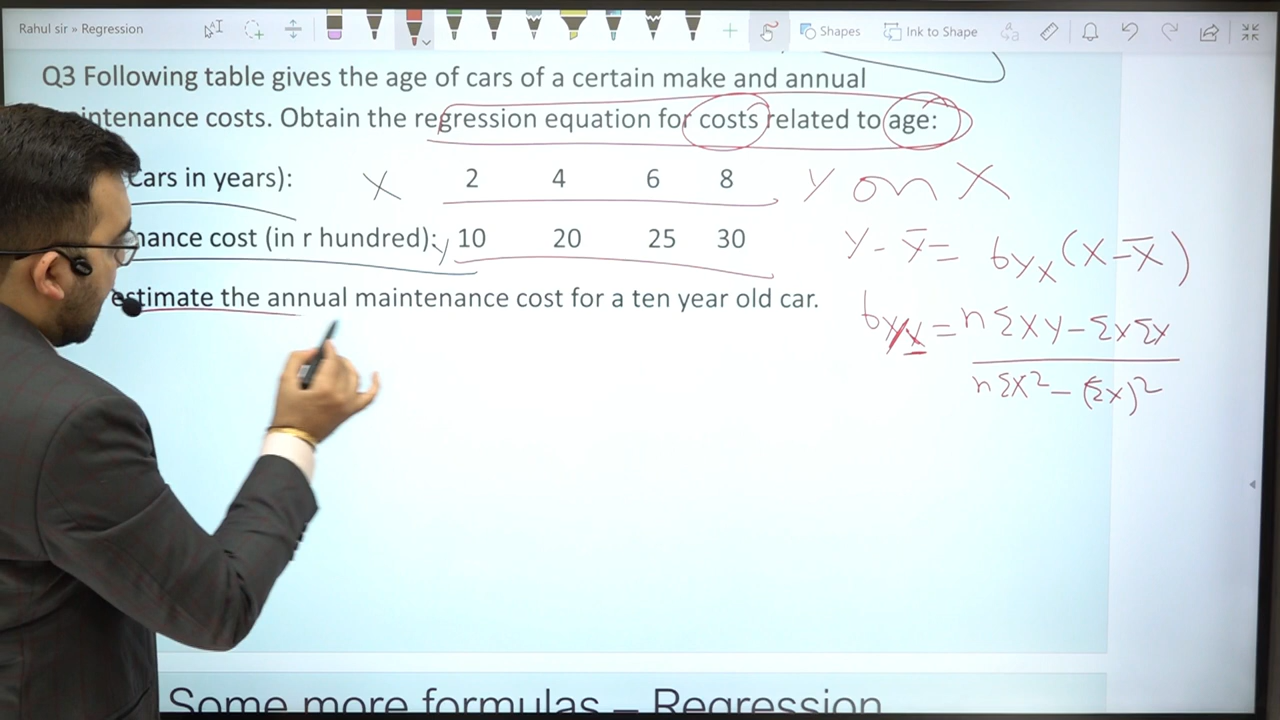 Rahul sir » Regression
Shapes
Ink to Shape
Q3 Following table gives the age of cars of a certain make and annual
intenance costs. Obtain the regression equation for costs related to age:
Cars in years): X 2 4 6 8 Y on X
nance cost (in r hundred): y 10 20 25 30 Y - Y̅ = byx (X - X̅)
estimate the annual maintenance cost for a ten year old car.
byx = nΣXY - ΣXΣX
nΣX² - (ΣX)²
Some more formulas – Regression